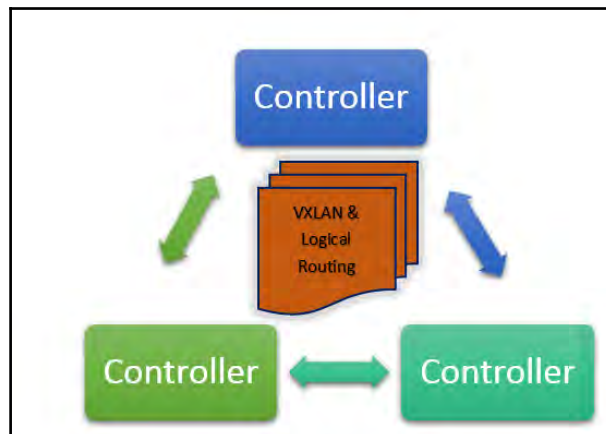 Controller
VXLAN &
Logical
Routing
Controller
Controller